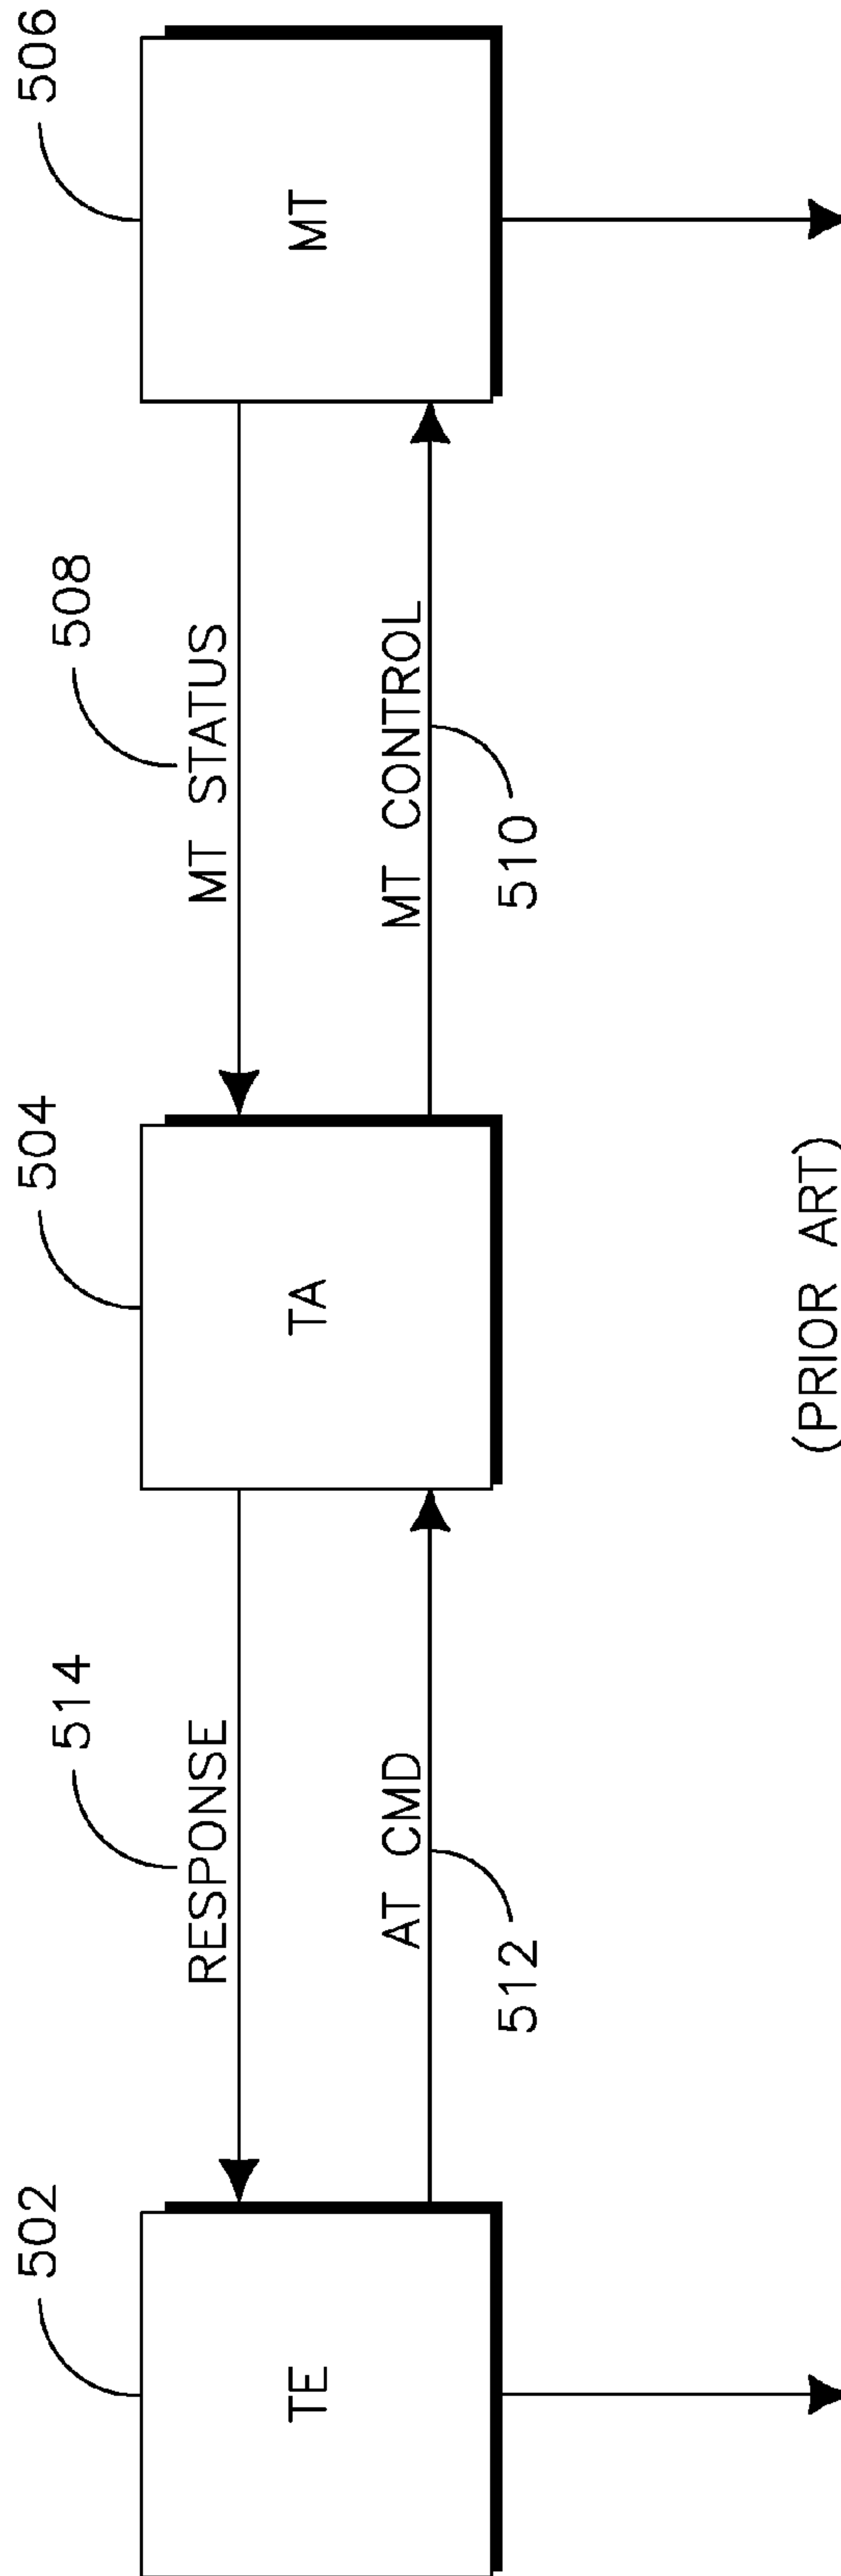 502
504
506
514
508
RESPONSE
MT STATUS
TE
TA
MT
AT CMD
MT CONTROL
512
510
(PRIOR ART)